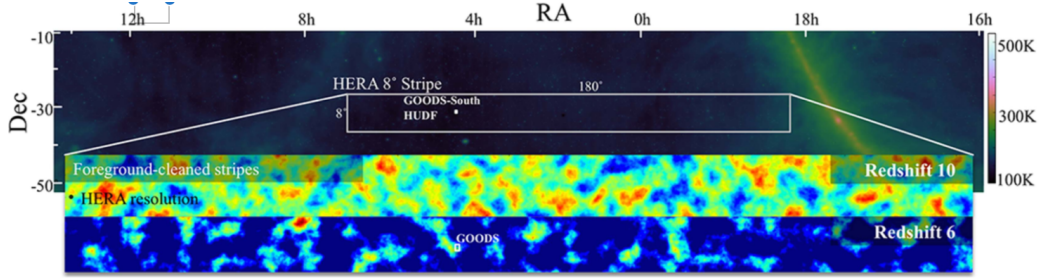 RA
12h 8h 4h 0h 18h 16h
-10
-30
-50
Dec
HERA 8° Stripe
180°
GOODS-South
HUDF
8°
500K
300K
100K
Foreground-cleaned stripes
Redshift 10
HERA resolution
Redshift 6
GOODS